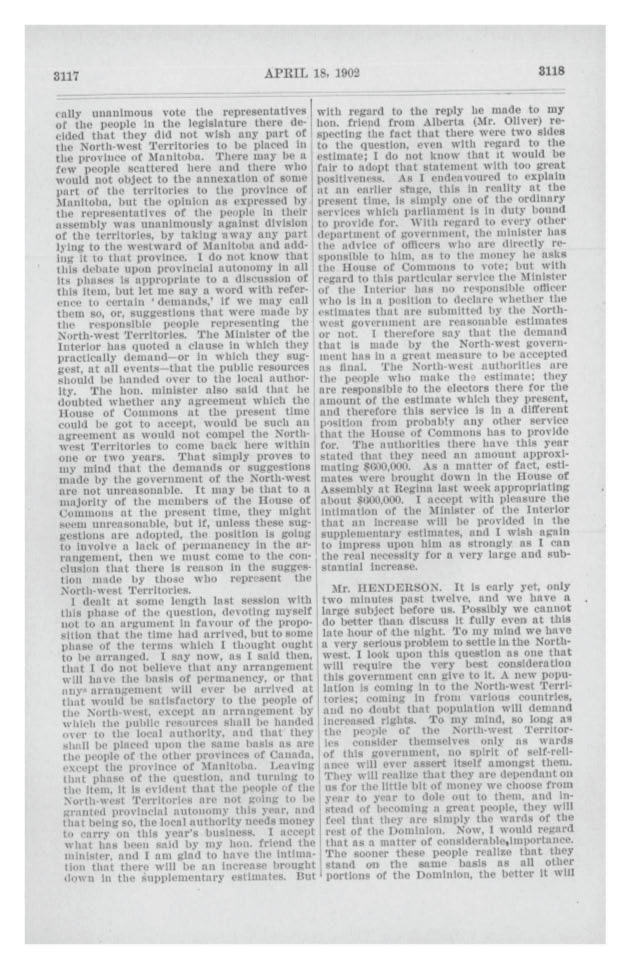 3117
APRIL 18, 1902
3118
cally unanimous vote the representatives
of the people in the legislature there de-
cided that they did not wish any part of
the North-west Territories to be placed in
the province of Manitoba. There may be a
few people scattered here and there who
would not object to the annexation of some
part of the territories to the province of
Manitoba, but the opinion as expressed by
the representatives of the people in their
assembly was unanimously against division
of the territories, by taking away any part
lying to the westward of Manitoba and add-
ing it to that province. I do not know that
this debate upon provincial autonomy in all
its phases is appropriate to a discussion of
this item, but let me say a word with refer-
ence to certain ' demands,' if we may call
them so, or, suggestions that were made by
the responsible people representing the
North-west Territories. The Minister of the
Interior has quoted a clause in which they
practically demand—or in which they sug-
gest, at all events—that the public resources
should be handed over to the local author-
ity. The hon. minister also said that he
doubted whether any agreement which the
House of Commons at the present time
could be got to accept, would be such an
agreement as would not compel the North-
west Territories to come back here within
one or two years. That simply proves to
my mind that the demands or suggestions
made by the government of the North-west
are not unreasonable. It may be that to a
majority of the members of the House of
Commons at the present time, they might
seem unreasonable, but if, unless these sug-
gestions are adopted, the position is going
to involve a lack of permanency in the ar-
rangement, then we must come to the con-
clusion that there is reason in the sugges-
tion made by those who represent the
North-west Territories.
I dealt at some length last session with
this phase of the question, devoting myself
not to an argument in favour of the propo-
sition that the time had arrived, but to some
phase of the terms which I thought ought
to be arranged. I say now, as I said then,
that I do not believe that any arrangement
will have the basis of permanency, or that
any arrangement will ever be arrived at
that would be satisfactory to the people of
the North-west, except an arrangement by
which the public resources shall be handed
over to the local authority, and that they
shall be placed upon the same basis as are
the people of the other provinces of Canada,
except the province of Manitoba. Leaving
that phase of the question, and turning to
the item, it is evident that the people of the
North-west Territories are not going to be
granted provincial autonomy this year, and
that being so, the local authority needs money
to carry on this year's business. I accept
what has been said by my hon. friend the
minister, and I am glad to have the intima-
tion that there will be an increase brought
down in the supplementary estimates. But
with regard to the reply he made to my
hon. friend from Alberta (Mr. Oliver) re-
specting the fact that there were two sides
to the question, even with regard to the
estimate; I do not know that it would be
fair to adopt that statement with too great
positiveness. As I endeavoured to explain
at an earlier stage, this in reality at the
present time, is simply one of the ordinary
services which parliament is in duty bound
to provide for. With regard to every other
department of government, the minister has
the advice of officers who are directly re-
sponsible to him, as to the money he asks
the House of Commons to vote; but with
regard to this particular service the Minister
of the Interior has no responsible officer
who is in a position to declare whether the
estimates that are submitted by the North-
west government are reasonable estimates
or not. I therefore say that the demand
that is made by the North-west govern-
ment has in a great measure to be accepted
as final. The North-west authorities are
the people who make the estimate; they
are responsible to the electors there for the
amount of the estimate which they present,
and therefore this service is in a different
position from probably any other service
that the House of Commons has to provide
for. The authorities there have this year
stated that they need an amount approxi-
mating $600,000. As a matter of fact, esti-
mates were brought down in the House of
Assembly at Regina last week appropriating
about $600,000. I accept with pleasure the
intimation of the Minister of the Interior
that an increase will be provided in the
supplementary estimates, and I wish again
to impress upon him as strongly as I can
the real necessity for a very large and sub-
stantial increase.
Mr. HENDERSON. It is early yet, only
two minutes past twelve, and we have a
large subject before us. Possibly we cannot
do better than discuss it fully even at this
late hour of the night. To my mind we have
a very serious problem to settle in the North-
west. I look upon this question as one that
will require the very best consideration
this government can give to it. A new popu-
lation is coming in to the North-west Terri-
tories; coming in from various countries,
and no doubt that population will demand
increased rights. To my mind, so long as
the people of the North-west Territor-
ies consider themselves only as wards
of this government, no spirit of self-reli-
ance will ever assert itself amongst them.
They will realize that they are dependant on
us for the little bit of money we choose from
year to year to dole out to them, and in-
stead of becoming a great people, they will
feel that they are simply the wards of the
rest of the Dominion. Now, I would regard
that as a matter of considerable importance.
The sooner these people realize that they
stand on the same basis as all other
portions of the Dominion, the better it will